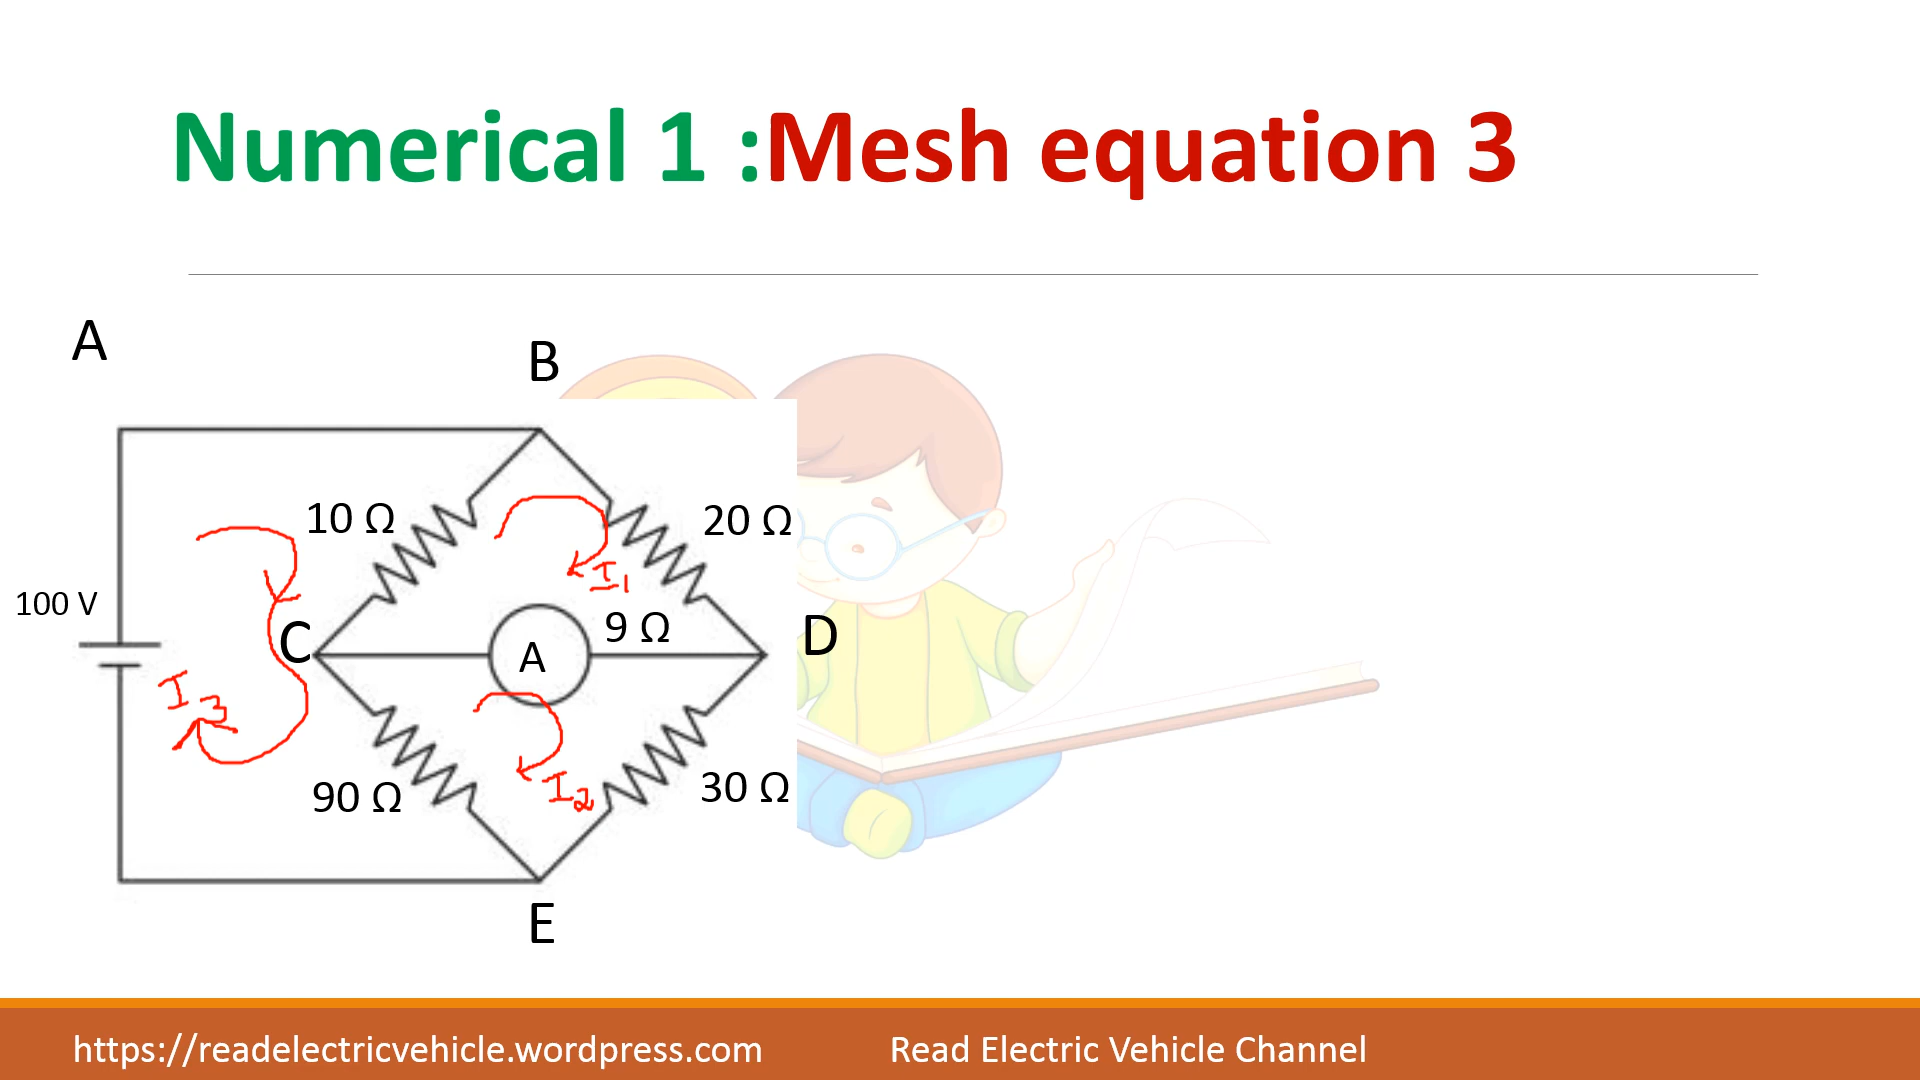 Numerical 1 :Mesh equation 3
A
B
10 Ω
20 Ω
I1
100 V
C
A
9 Ω
D
I3
90 Ω
I2
30 Ω
E
https://readelectricvehicle.wordpress.com
Read Electric Vehicle Channel